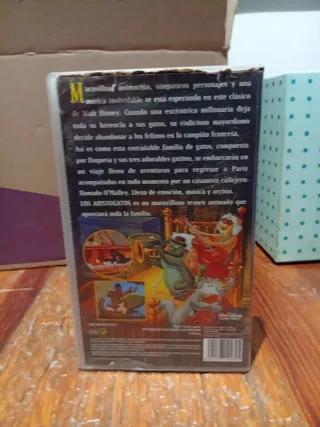 Maravillosa animación, simpáticos personajes y una
música inolvidable te está esperando en este clásico
de Walt Disney. Cuando una excéntrica millonaria deja
toda su herencia a sus gatos, su codicioso mayordomo
decide abandonar a los felinos en la campiña francesa.
Así es como esta entrañable familia de gatos, compuesta
por Duquesa y sus tres adorables gatitos, se embarcarán en
un viaje lleno de aventuras para regresar a París
acompañados en todo momento por un casanova callejero
llamado O'Malley. Llena de emoción, música y acción.
LOS ARISTOGATOS es un maravilloso tesoro animado que
apreciará toda la familia.